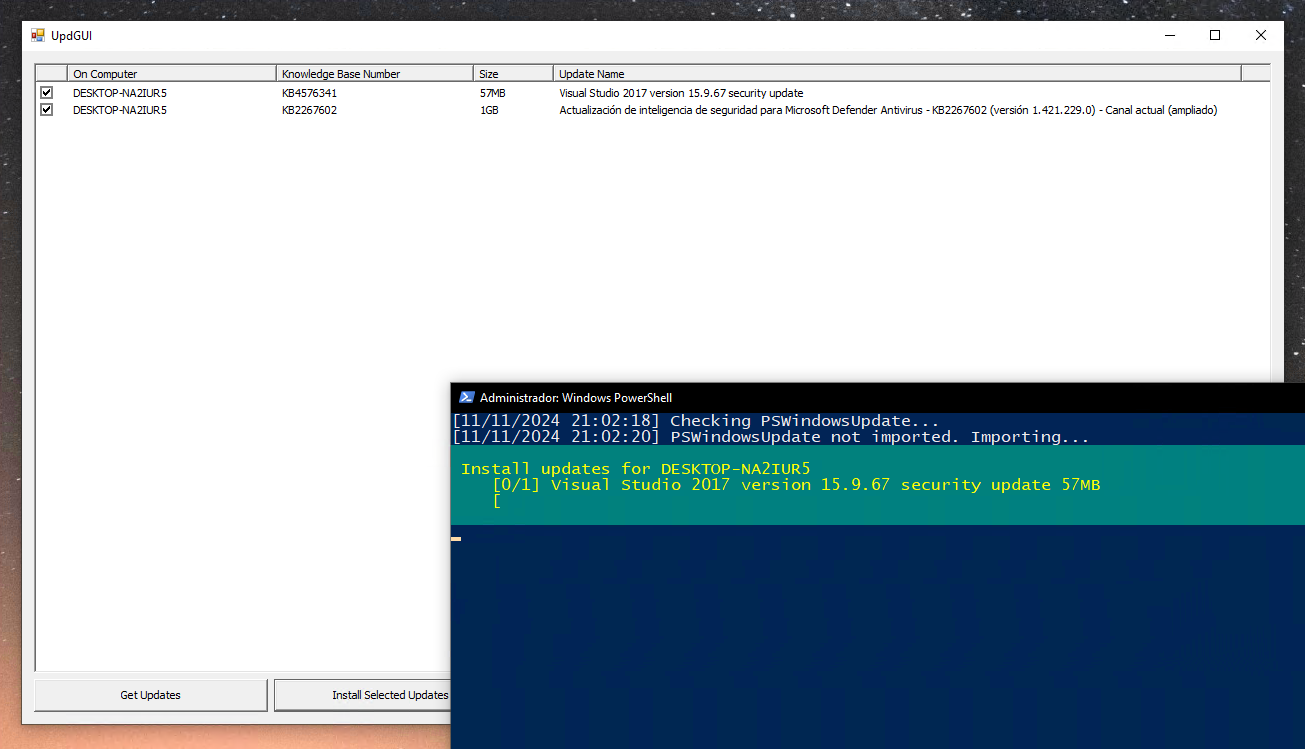 UpdGUI
On Computer Knowledge Base Number Size Update Name
DESKTOP-NA2IUR5 KB4576341 57MB Visual Studio 2017 version 15.9.67 security update
DESKTOP-NA2IUR5 KB2267602 1GB Actualización de inteligencia de seguridad para Microsoft Defender Antivirus - KB2267602 (versión 1.421.229.0) - Canal actual (ampliado)
Administrador: Windows PowerShell
[11/11/2024 21:02:18] Checking PSWindowsUpdate...
[11/11/2024 21:02:20] PSWindowsUpdate not imported. Importing...
Install updates for DESKTOP-NA2IUR5
[0/1] Visual Studio 2017 version 15.9.67 security update 57MB
[
Get Updates Install Selected Updates